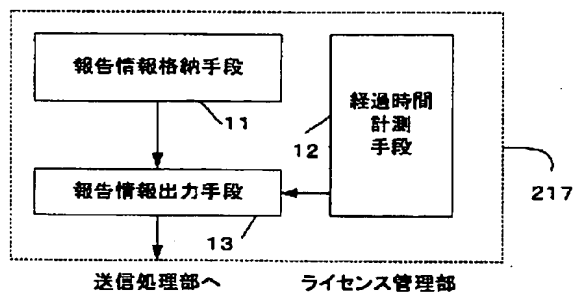 報告情報格納手段
11
経過時間
計測
手段
12
報告情報出力手段
13
217
送信処理部へ
ライセンス管理部